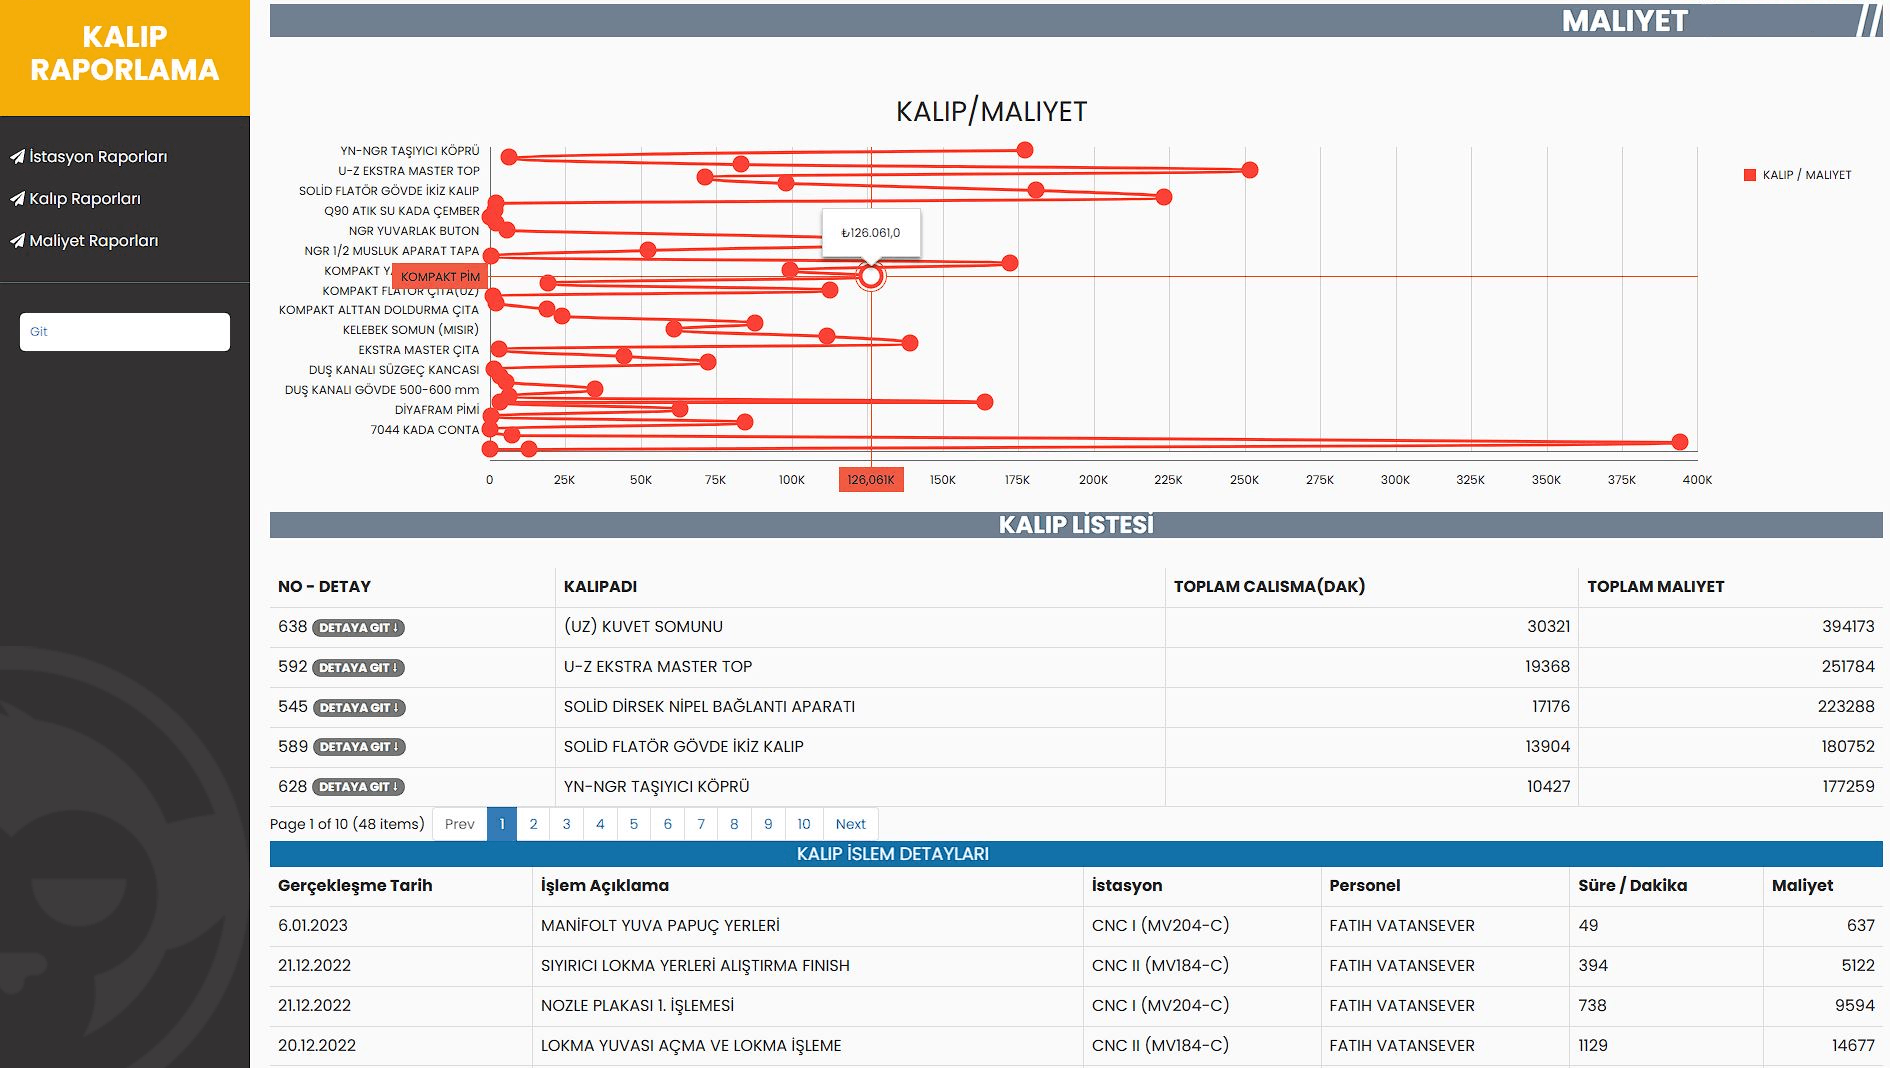 KALIP
RAPORLAMA
İstasyon Raporları
Kalıp Raporları
Maliyet Raporları
Git
MALIYET
KALIP/MALIYET
YN-NGR TAŞIYICI KÖPRÜ
U-Z EKSTRA MASTER TOP
SOLİD FLATÖR GÖVDE İKİZ KALIP
Q90 ATIK SU KADA ÇEMBER
NGR YUVARLAK BUTON
NGR 1/2 MUSLUK APARAT TAPA
KOMPAKT
KOMPAKT PİM
KOMPAKT FLATÖR ÇITA(UZ)
KOMPAKT ALTTAN DOLDURMA ÇITA
KELEBEK SOMUN (MISIR)
EKSTRA MASTER ÇITA
DUŞ KANALI SÜZGEÇ KANCASI
DUŞ KANALI GÖVDE 500-600 mm
DİYAFRAM PİMİ
7044 KADA CONTA
₺126.061,0
KALIP / MALIYET
0 25K 50K 75K 100K 126,061K 150K 175K 200K 225K 250K 275K 300K 325K 350K 375K 400K
KALIP LİSTESİ
NO - DETAY KALIPADI TOPLAM CALISMA(DAK) TOPLAM MALIYET
638 DETAYA GIT ↓ (UZ) KUVET SOMUNU 30321 394173
592 DETAYA GIT ↓ U-Z EKSTRA MASTER TOP 19368 251784
545 DETAYA GIT ↓ SOLİD DİRSEK NİPEL BAĞLANTI APARATI 17176 223288
589 DETAYA GIT ↓ SOLİD FLATÖR GÖVDE İKİZ KALIP 13904 180752
628 DETAYA GIT ↓ YN-NGR TAŞIYICI KÖPRÜ 10427 177259
Page 1 of 10 (48 items) Prev 1 2 3 4 5 6 7 8 9 10 Next
KALIP İSLEM DETAYLARI
Gerçekleşme Tarih İşlem Açıklama İstasyon Personel Süre / Dakika Maliyet
6.01.2023 MANİFOLT YUVA PAPUÇ YERLERİ CNC I (MV204-C) FATIH VATANSEVER 49 637
21.12.2022 SIYIRICI LOKMA YERLERİ ALIŞTIRMA FINISH CNC II (MV184-C) FATIH VATANSEVER 394 5122
21.12.2022 NOZLE PLAKASI 1. İŞLEMESİ CNC I (MV204-C) FATIH VATANSEVER 738 9594
20.12.2022 LOKMA YUVASI AÇMA VE LOKMA İŞLEME CNC II (MV184-C) FATIH VATANSEVER 1129 14677